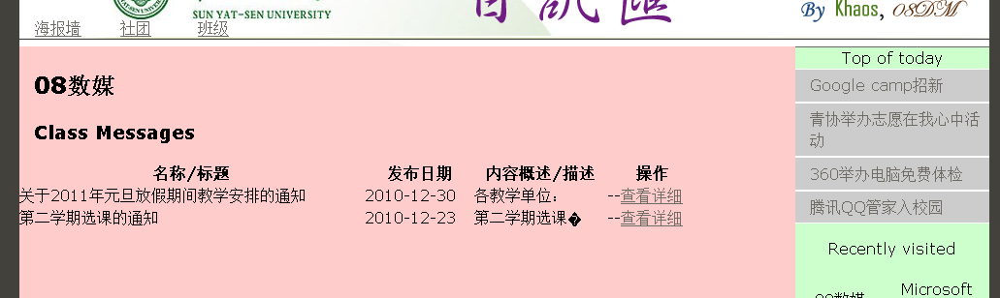 SUN YAT-SEN UNIVERSITY
By Khaos, 08DM
海报墙 社团 班级
08数媒
Class Messages
名称/标题 发布日期 内容概述/描述 操作
关于2011年元旦放假期间教学安排的通知 2010-12-30 各教学单位: --查看详细
第二学期选课的通知 2010-12-23 第二学期选课� --查看详细
Top of today
Google camp招新
青协举办志愿在我心中活
动
360举办电脑免费体检
腾讯QQ管家入校园
Recently visited
Microsoft